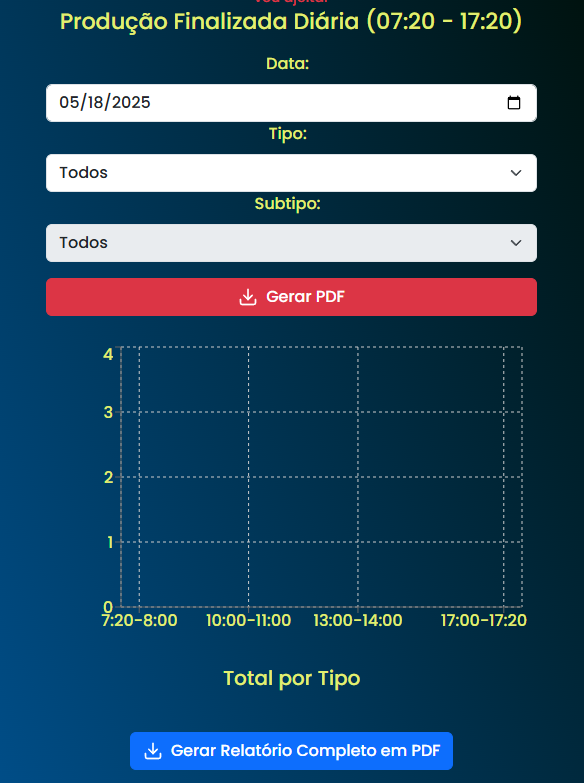 Vou ajeitar
Produção Finalizada Diária (07:20 - 17:20)
Data:
05/18/2025
Tipo:
Todos
Subtipo:
Todos
Gerar PDF
4
3
2
1
0
7:20-8:00 10:00-11:00 13:00-14:00 17:00-17:20
Total por Tipo
Gerar Relatório Completo em PDF